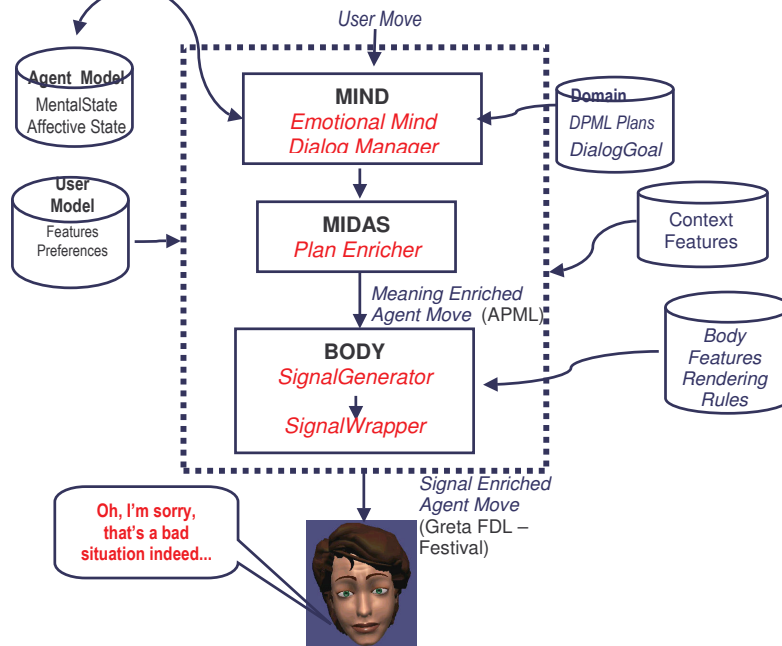 User Move
Agent Model
MentalState
Affective State
MIND
Emotional Mind
Dialog Manager
Domain
DPML Plans
DialogGoal
User
Model
Features
Preferences
MIDAS
Plan Enricher
Context
Features
Meaning Enriched
Agent Move (APML)
BODY
SignalGenerator
SignalWrapper
Body
Features
Rendering
Rules
Signal Enriched
Agent Move
(Greta FDL –
Festival)
Oh, I'm sorry,
that's a bad
situation indeed...